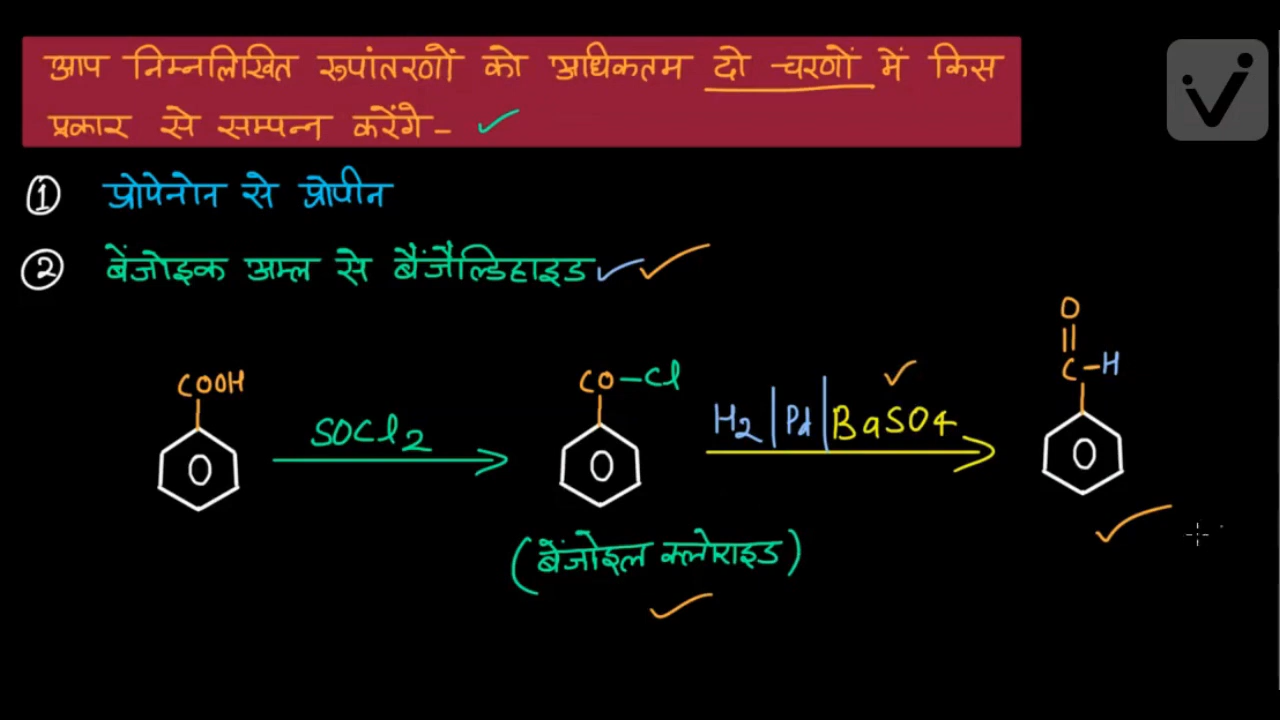 आप निम्नलिखित रूपांतरणों को अधिकतम दो चरणों में किस
प्रकार से सम्पन्न करेंगे- ✓
① प्रोपेनोन से प्रोपीन
② बेंजोइक अम्ल से बैंजैल्डिहाइड ✓✓
COOH
SOCl2
CO-Cl
H2|Pd|BaSO4 ✓
O
||
C-H
(बेंजोइल क्लोराइड)